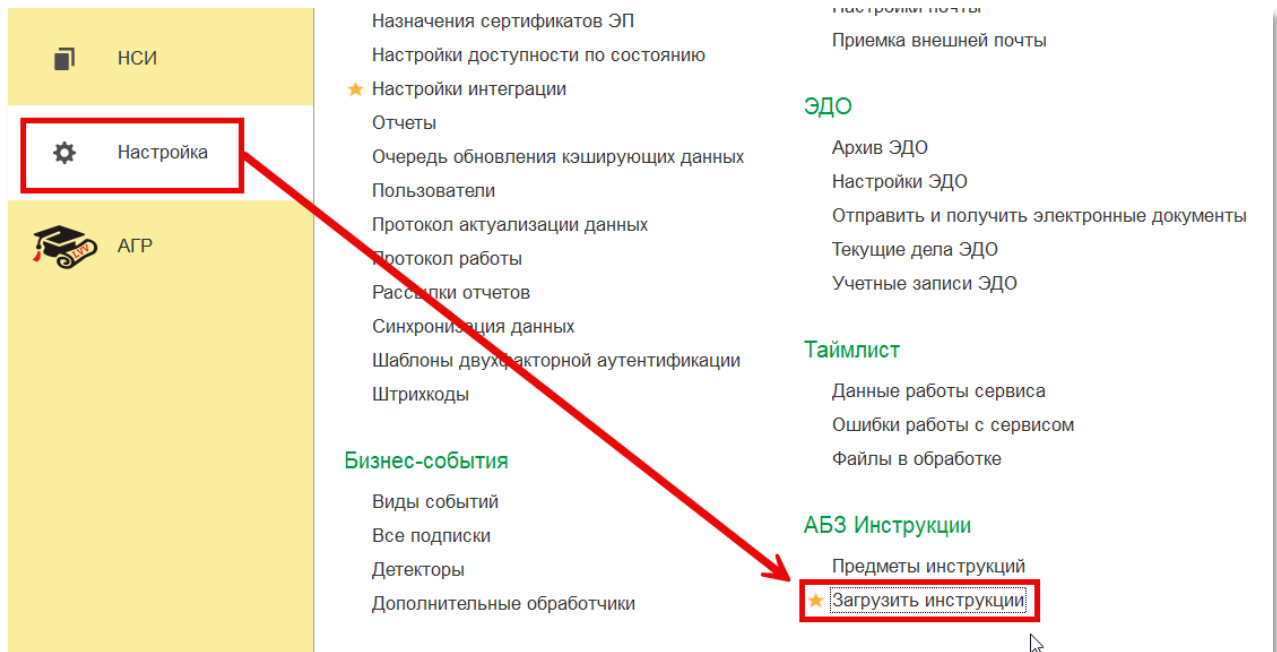 НСИ
Настройка
АГР
LVV
Назначения сертификатов ЭП
Настройки доступности по состоянию
Настройки интеграции
Отчеты
Очередь обновления кэширующих данных
Пользователи
Протокол актуализации данных
Протокол работы
Рассылки отчетов
Синхронизация данных
Шаблоны двухфакторной аутентификации
Штрихкоды
Бизнес-события
Виды событий
Все подписки
Детекторы
Дополнительные обработчики
Настройки почты
Приемка внешней почты
ЭДО
Архив ЭДО
Настройки ЭДО
Отправить и получить электронные документы
Текущие дела ЭДО
Учетные записи ЭДО
Таймлист
Данные работы сервиса
Ошибки работы с сервисом
Файлы в обработке
АБЗ Инструкции
Предметы инструкций
Загрузить инструкции